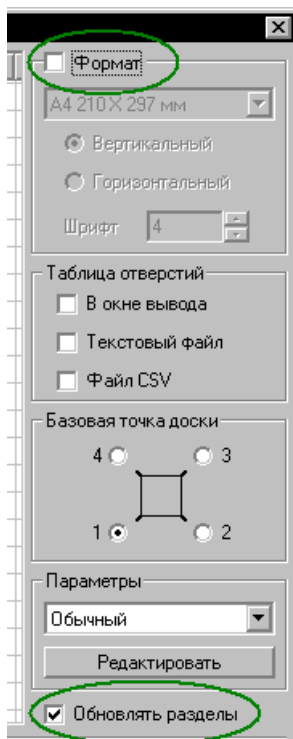 Формат
A4 210 X 297 мм
Вертикальный
Горизонтальный
Шрифт 4
Таблица отверстий
В окне вывода
Текстовый файл
Файл CSV
Базовая точка доски
4 3
1 2
Параметры
Обычный
Редактировать
Обновлять разделы